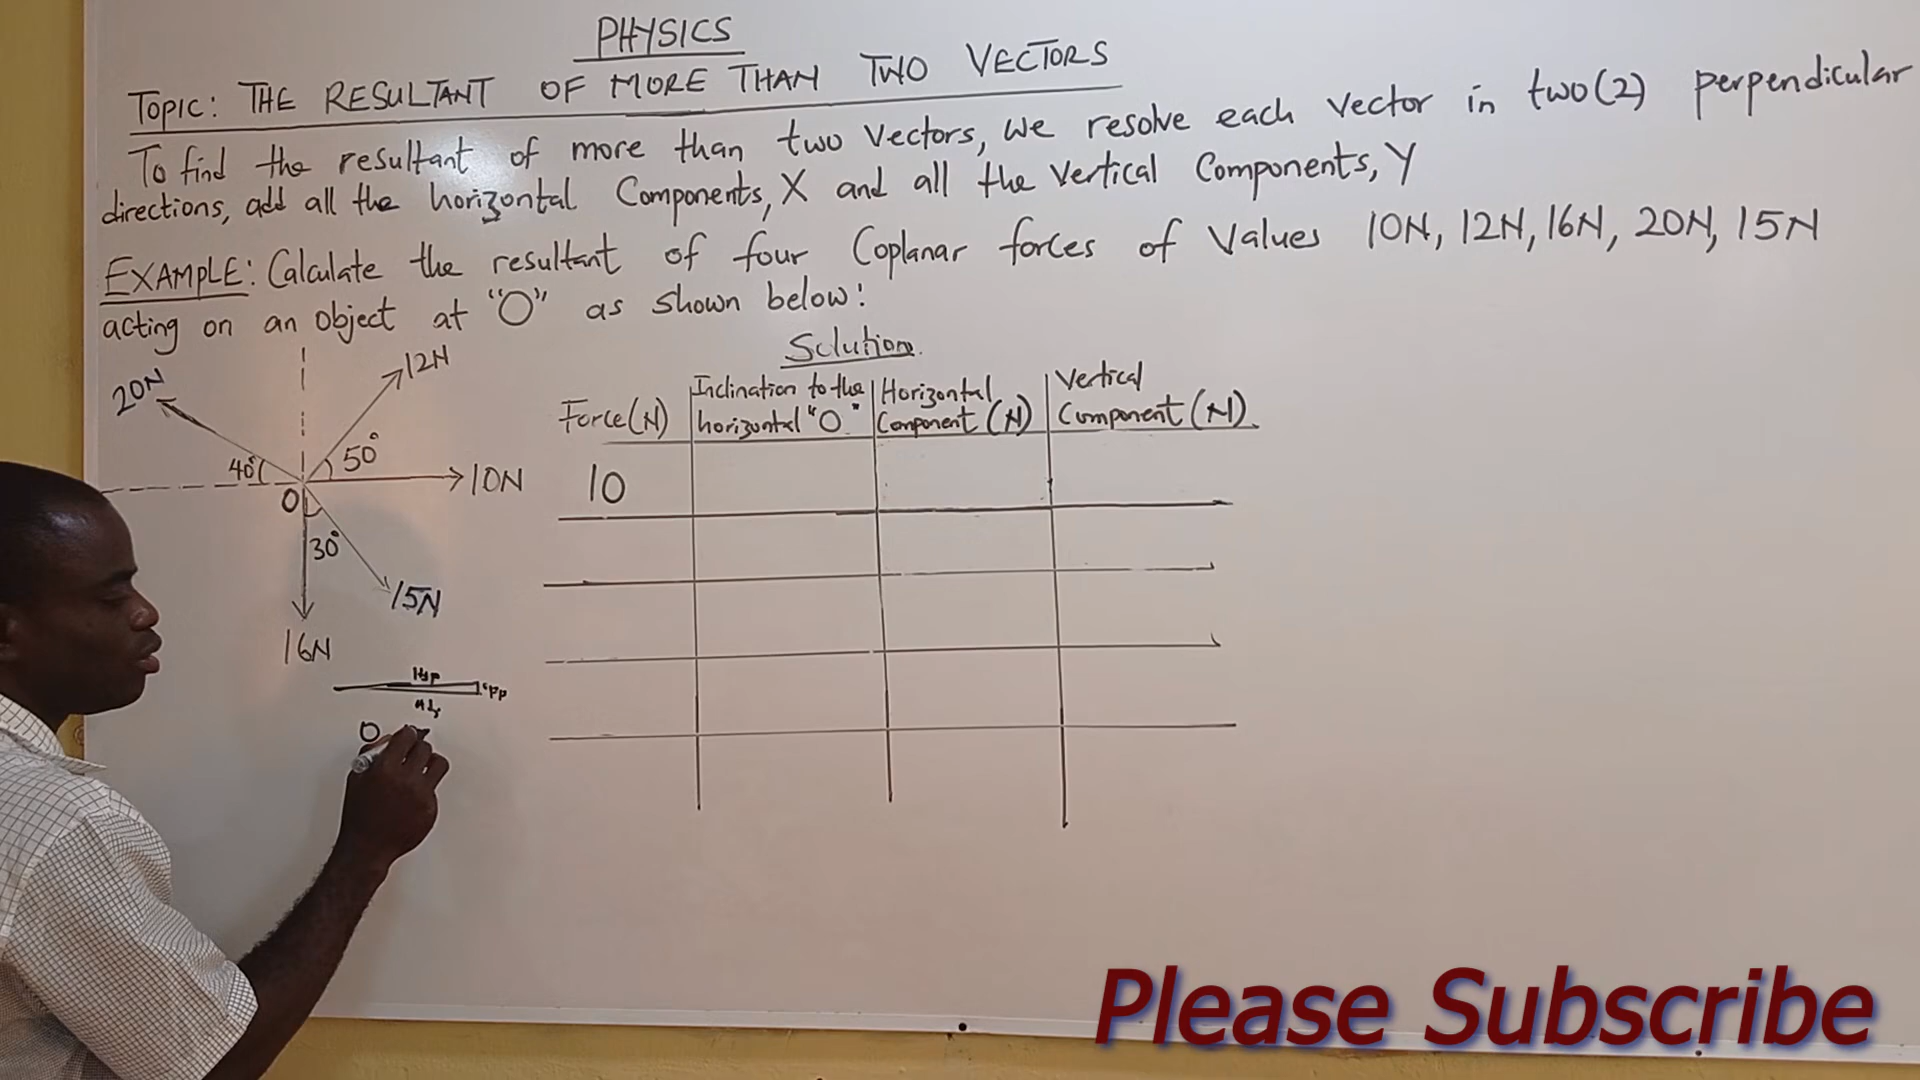 PHYSICS
TOPIC: THE RESULTANT OF MORE THAN TWO VECTORS
To find the resultant of more than two vectors, we resolve each vector in two(2) perpendicular
directions, add all the horizontal Components, X and all the vertical Components, Y
EXAMPLE: Calculate the resultant of four Coplanar forces of values 10N, 12N, 16N, 20N, 15N
acting on an object at "O" as shown below:
Solution.
20N
12N
40°
50°
10N
O
30°
15N
16N
Hyp
opp
Adj
O
Force(N)
Inclination to the horizontal "O"
Horizontal Component (N)
Vertical Component (N).
10
Please Subscribe